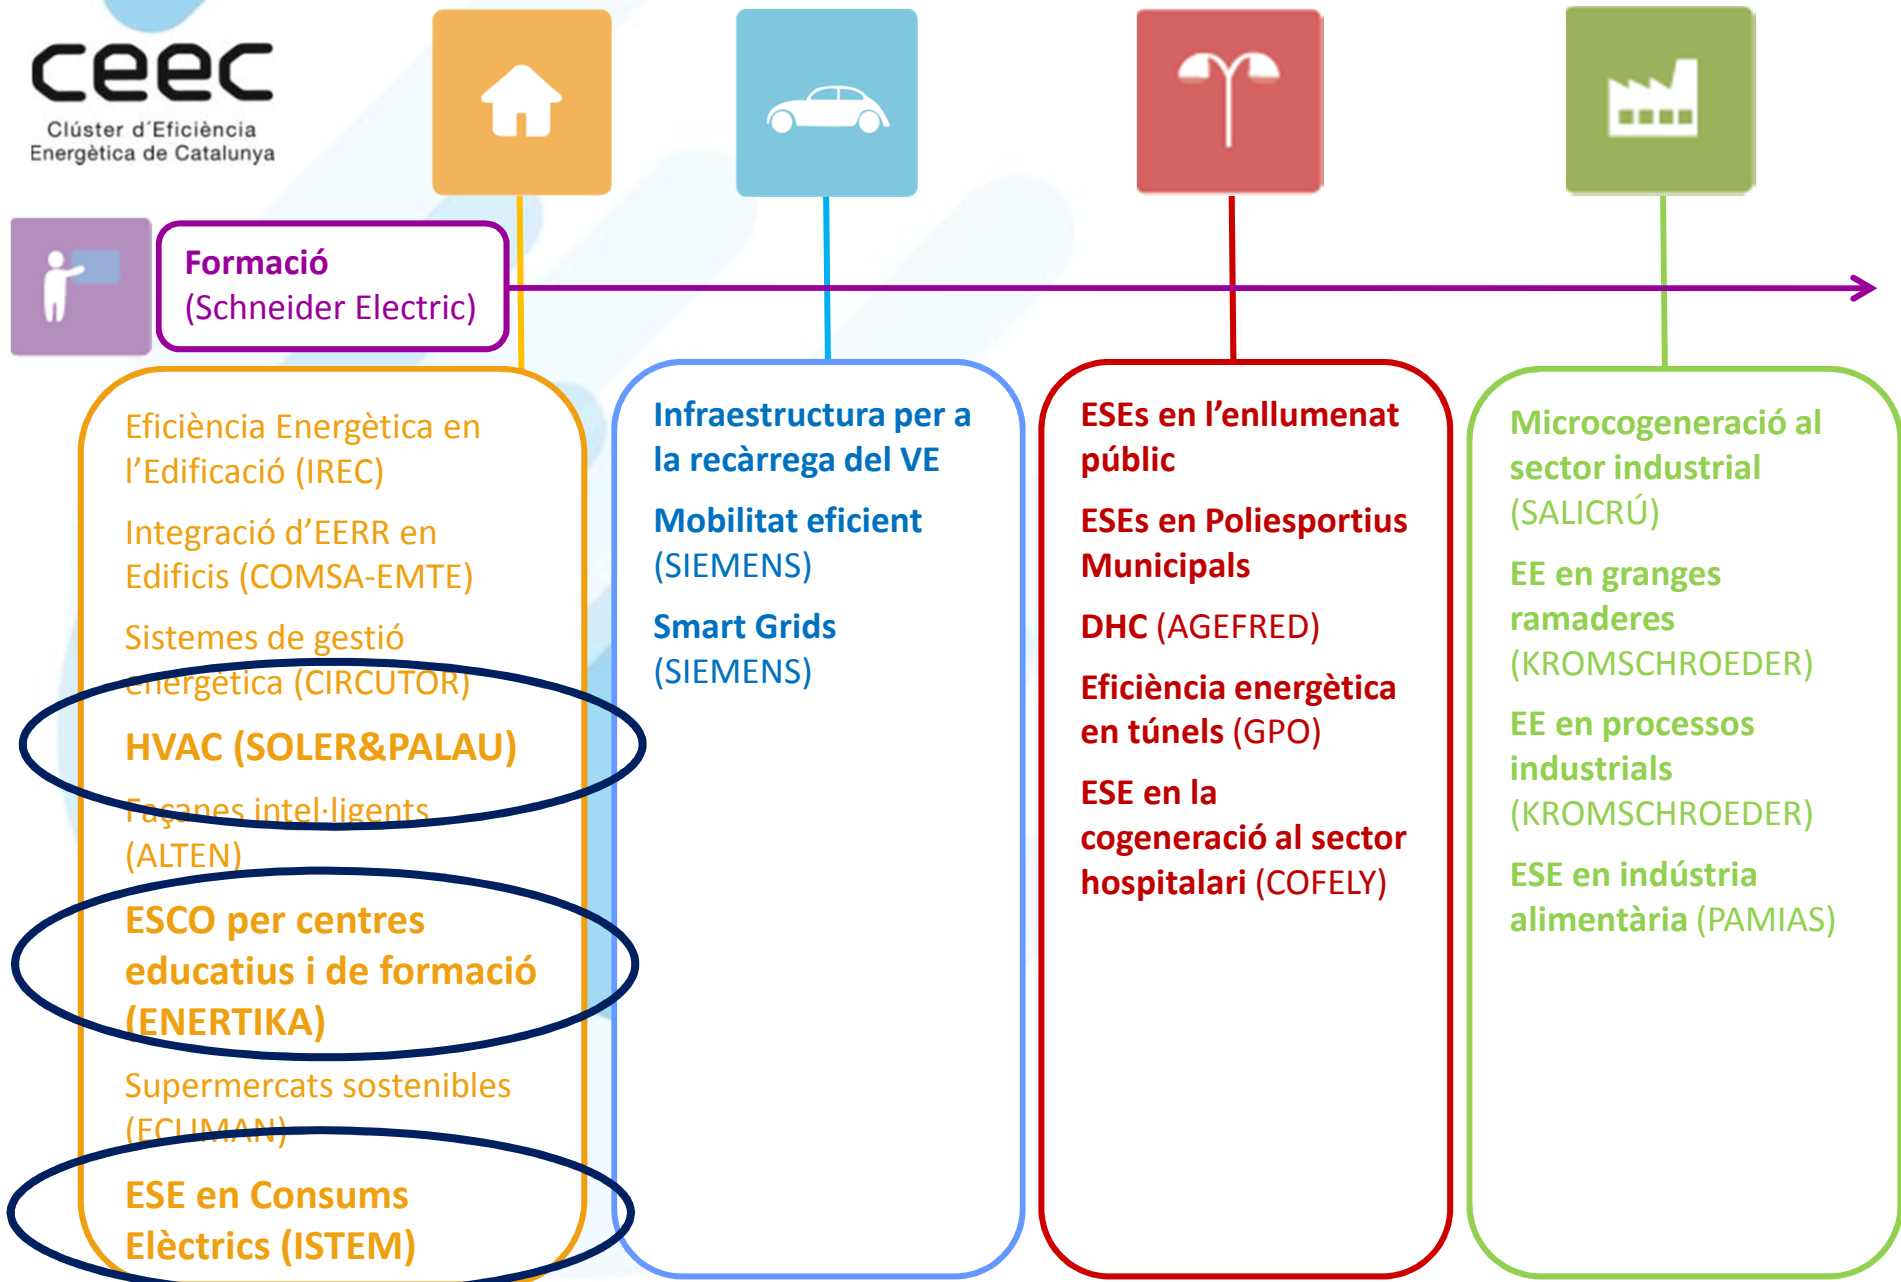 ceec
Clúster d´Eficiència
Energètica de Catalunya
Formació
(Schneider Electric)
Eficiència Energètica en
l’Edificació (IREC)
Integració d’EERR en
Edificis (COMSA-EMTE)
Sistemes de gestió
energètica (CIRCUTOR)
HVAC (SOLER&PALAU)
Façanes intel·ligents
(ALTEN)
ESCO per centres
educatius i de formació
(ENERTIKA)
Supermercats sostenibles
(ECLIMAN)
ESE en Consums
Elèctrics (ISTEM)
Infraestructura per a
la recàrrega del VE
Mobilitat eficient
(SIEMENS)
Smart Grids
(SIEMENS)
ESEs en l’enllumenat
públic
ESEs en Poliesportius
Municipals
DHC (AGEFRED)
Eficiència energètica
en túnels (GPO)
ESE en la
cogeneració al sector
hospitalari (COFELY)
Microcogeneració al
sector industrial
(SALICRÚ)
EE en granges
ramaderes
(KROMSCHROEDER)
EE en processos
industrials
(KROMSCHROEDER)
ESE en indústria
alimentària (PAMIAS)